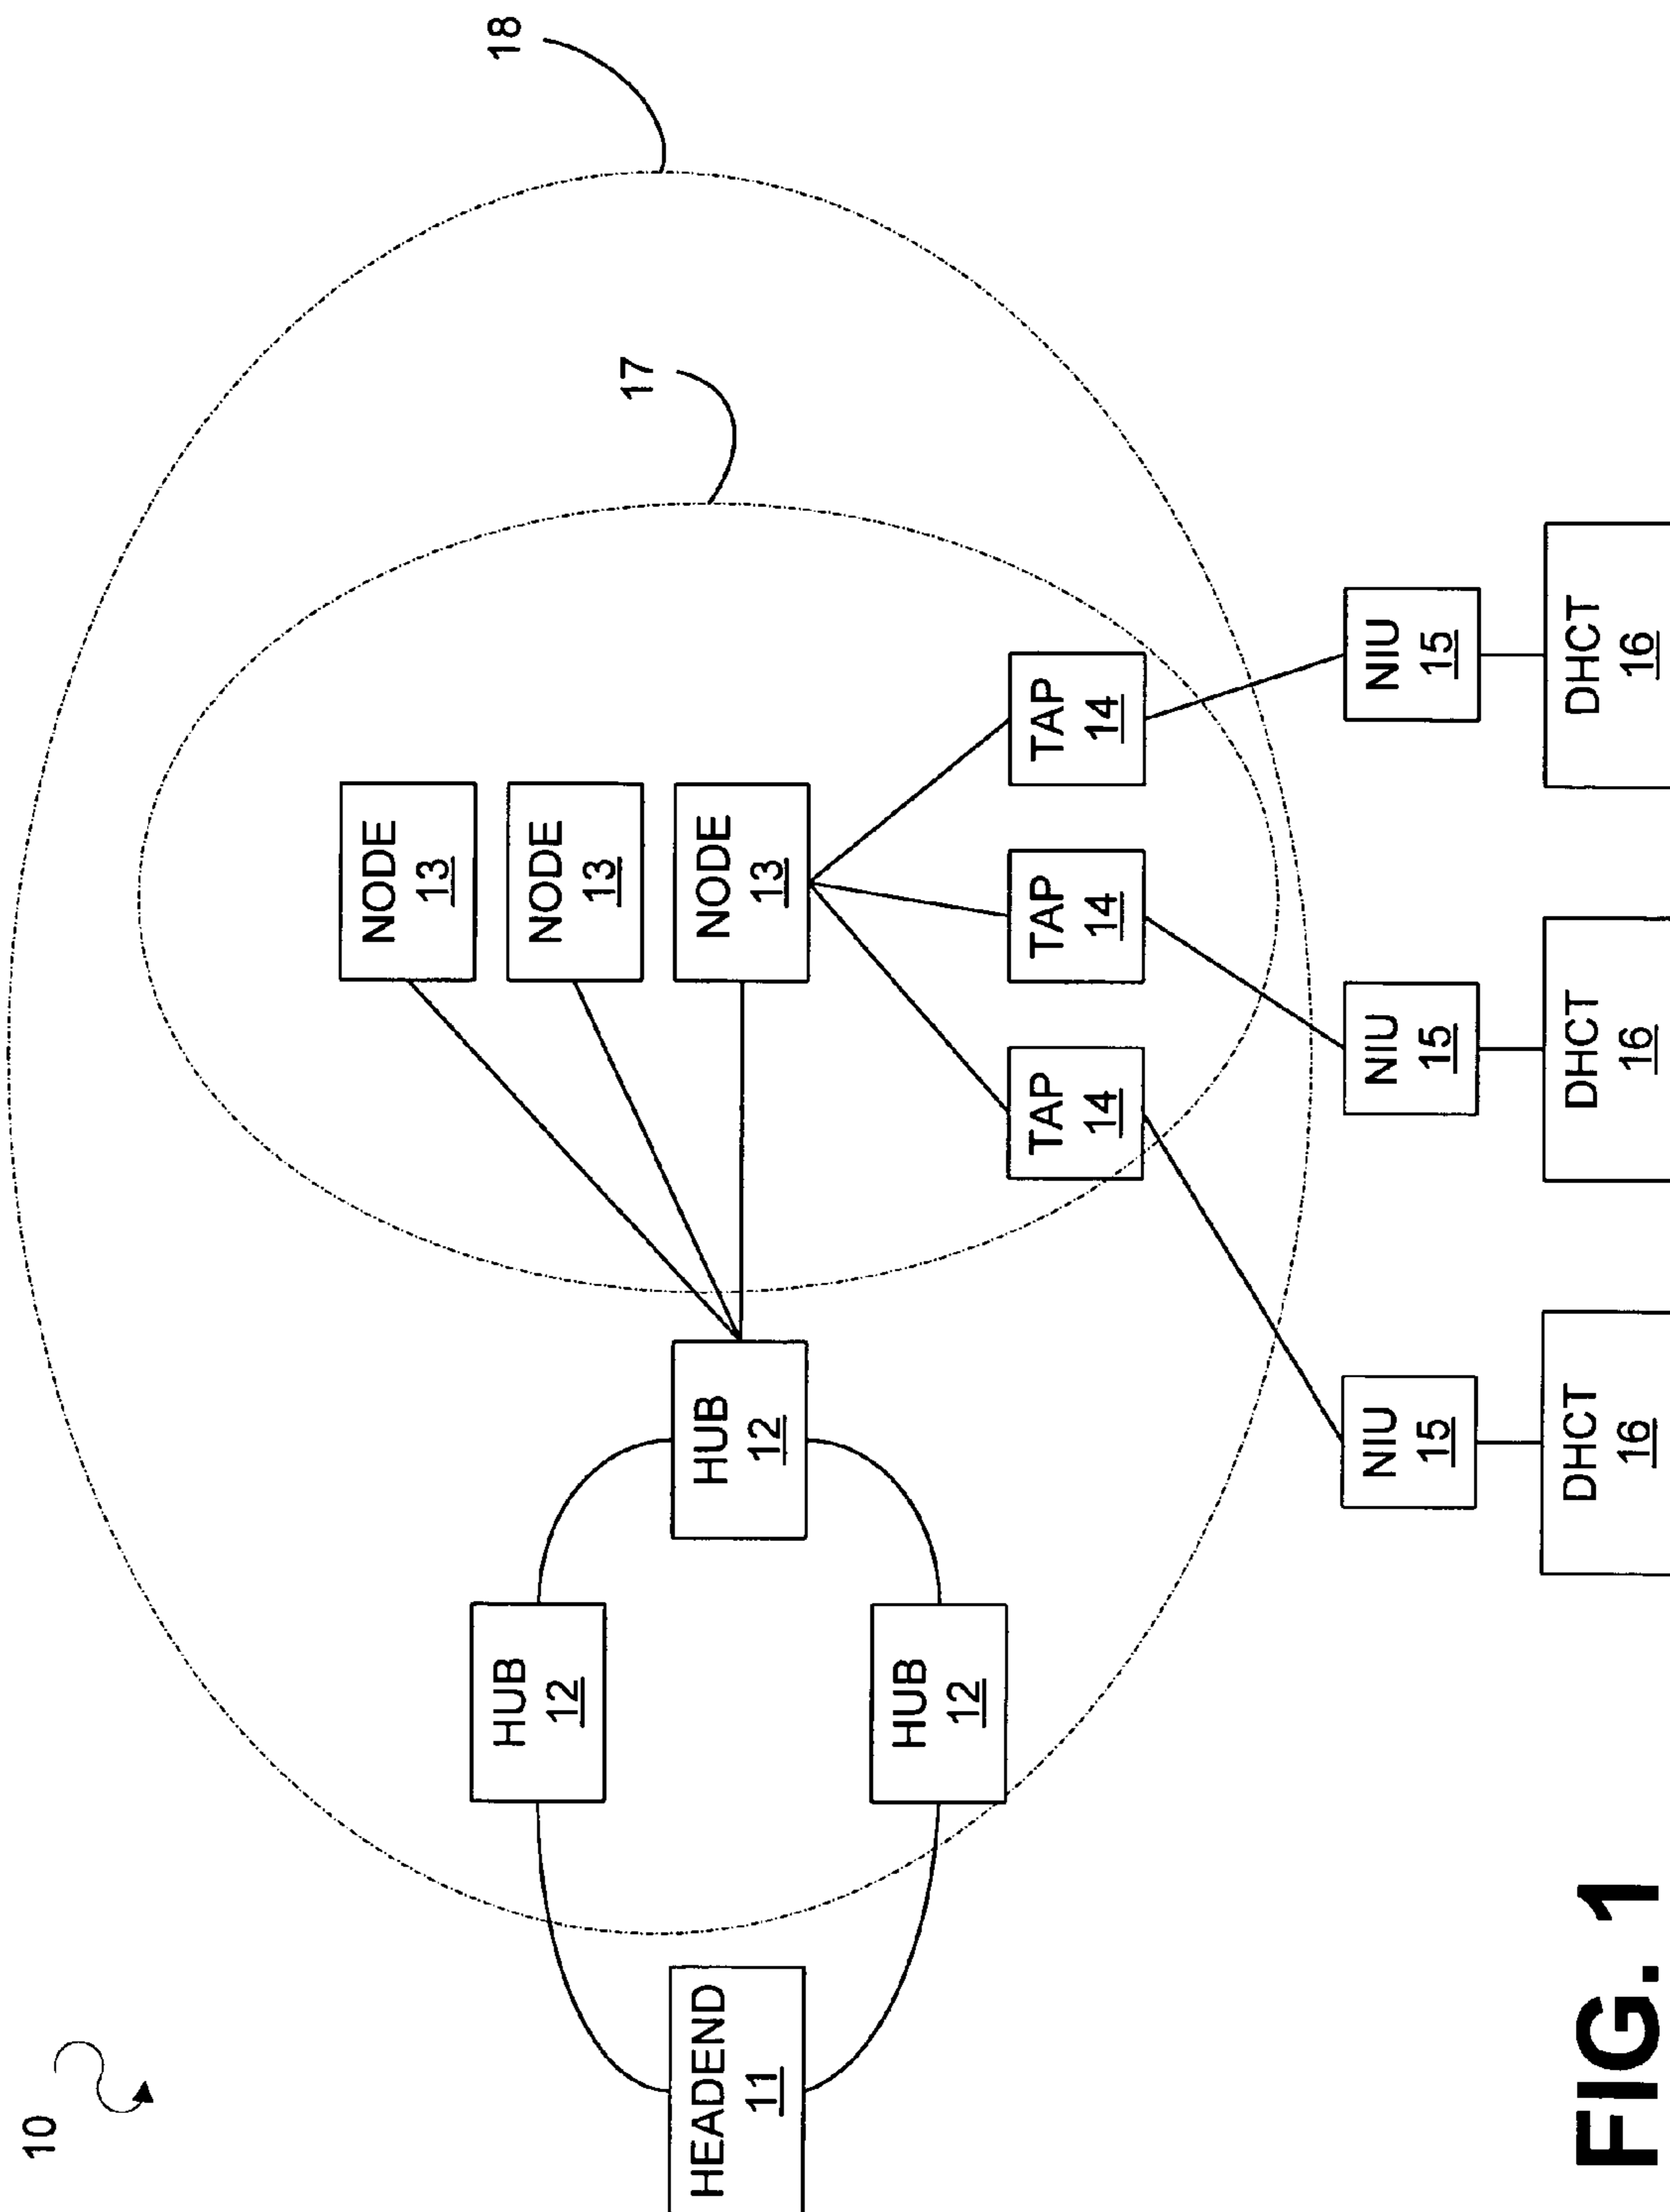 10
18
17
HEADEND
11
HUB
12
HUB
12
HUB
12
NODE
13
NODE
13
NODE
13
TAP
14
TAP
14
TAP
14
NIU
15
NIU
15
NIU
15
DHCT
16
DHCT
16
DHCT
16
FIG. 1